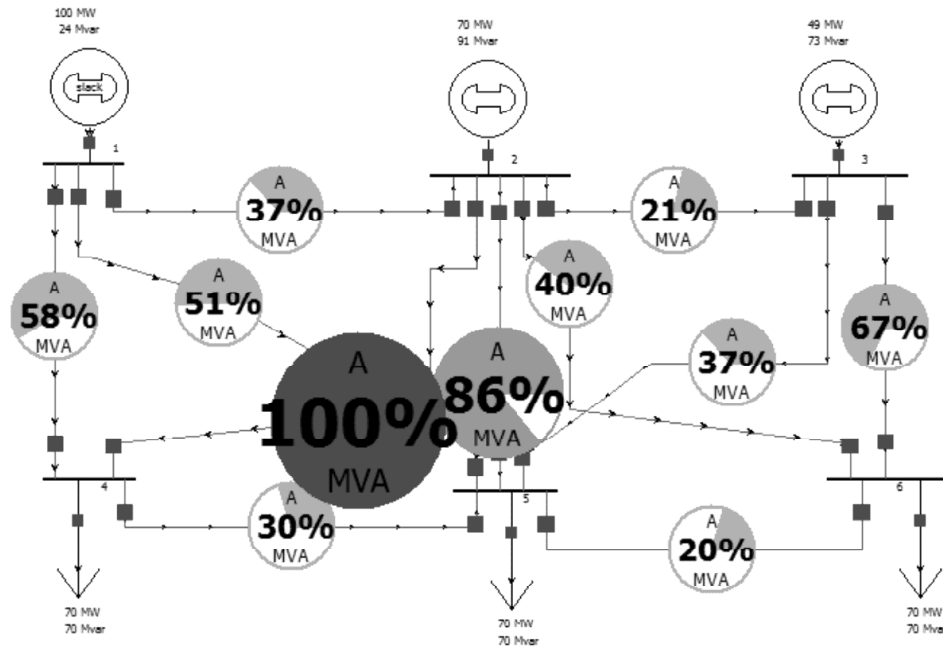 100 MW
24 Mvar
70 MW
91 Mvar
49 MW
73 Mvar
slack
1
2
3
A
37%
MVA
A
21%
MVA
A
58%
MVA
A
51%
MVA
A
40%
MVA
A
67%
MVA
A
100%
MVA
A
86%
MVA
A
37%
MVA
4
5
6
A
30%
MVA
A
20%
MVA
70 MW
70 Mvar
70 MW
70 Mvar
70 MW
70 Mva